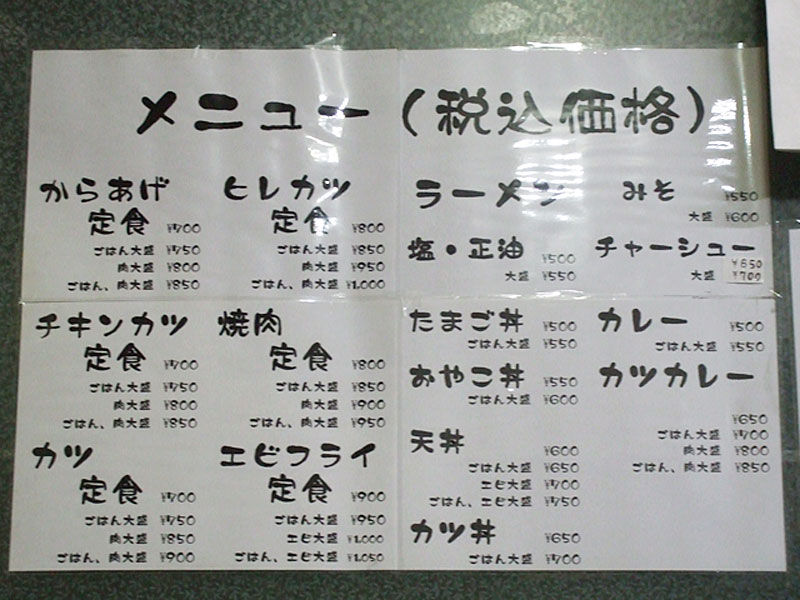 メニュー（税込価格）
からあげ
定食 ¥700
ごはん大盛 ¥750
肉大盛 ¥800
ごはん、肉大盛 ¥850
ヒレカツ
定食 ¥800
ごはん大盛 ¥850
肉大盛 ¥950
ごはん、肉大盛 ¥1.000
チキンカツ
定食 ¥700
ごはん大盛 ¥750
肉大盛 ¥800
ごはん、肉大盛 ¥850
焼肉
定食 ¥800
ごはん大盛 ¥850
肉大盛 ¥900
ごはん、肉大盛 ¥950
カツ
定食 ¥700
ごはん大盛 ¥750
肉大盛 ¥850
ごはん、肉大盛 ¥900
エビフライ
定食 ¥900
ごはん大盛 ¥950
エビ大盛 ¥1.000
ごはん、エビ大盛 ¥1.050
ラーメン
塩・正油 ¥500
大盛 ¥550
みそ ¥550
大盛 ¥600
チャーシュー
¥650
大盛 ¥700
たまご丼 ¥500
ごはん大盛 ¥550
おやこ丼 ¥550
ごはん大盛 ¥600
天丼 ¥600
ごはん大盛 ¥650
エビ大盛 ¥700
ごはん、エビ大盛 ¥750
カツ丼 ¥650
ごはん大盛 ¥700
カレー ¥500
ごはん大盛 ¥550
カツカレー
¥650
ごはん大盛 ¥700
肉大盛 ¥800
ごはん、肉大盛 ¥850